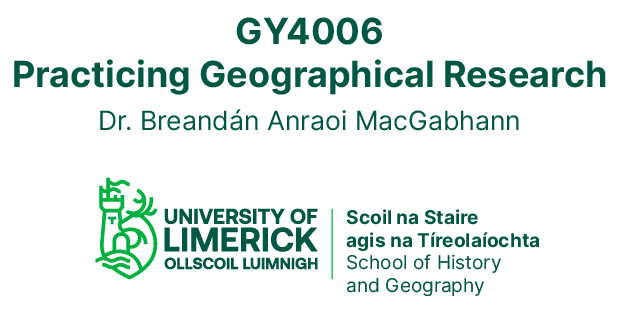 GY4006
Practicing Geographical Research
Dr. Breandán Anraoi MacGabhann
UNIVERSITY OF
LIMERICK
OLLSCOIL LUIMNIGH
Scoil na Staire
agis na Tíreolaíochta
School of History
and Geography